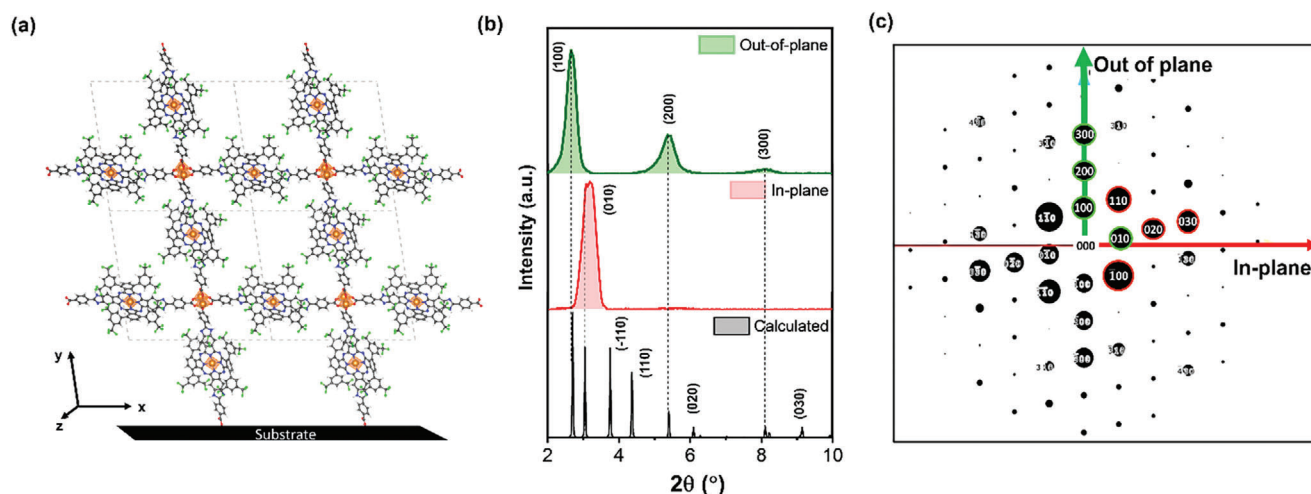 (a)
y
x
z
Substrate
(b)
Intensity (a.u.)
Out-of-plane
(100)
(200)
(300)
In-plane
(010)
Calculated
(-110)
(110)
(020)
(030)
2 4 6 8 10
2θ (°)
(c)
Out of plane
300
200
100
110
010
020
030
000
100
In-plane